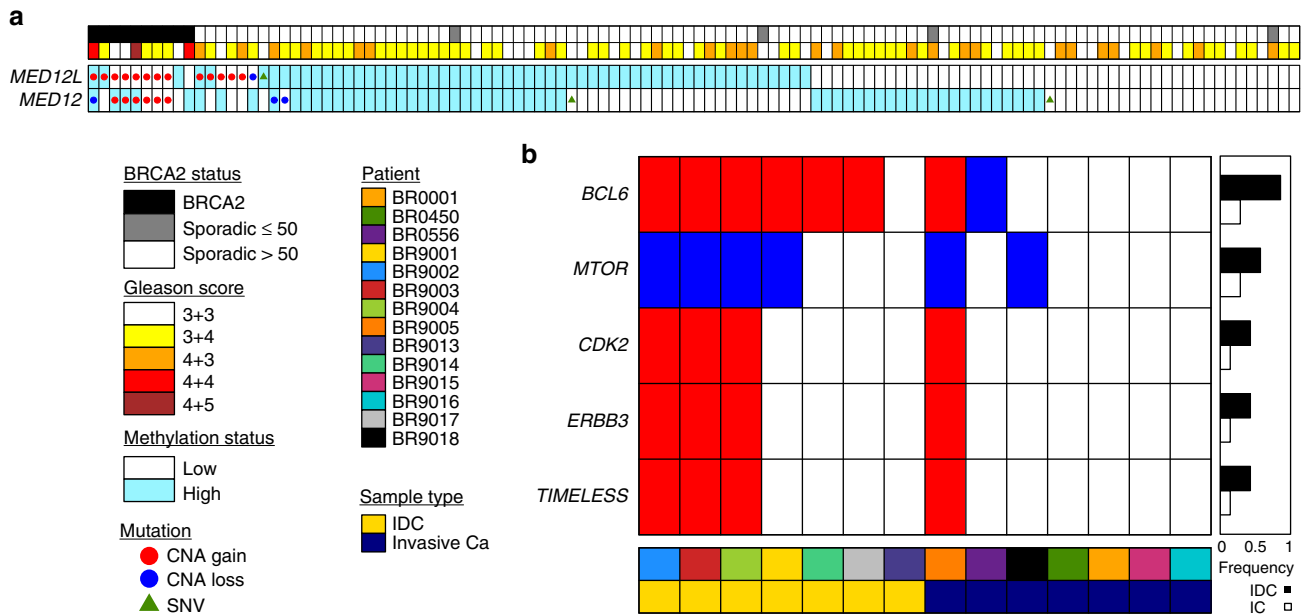 a
MED12L
MED12
BRCA2 status
BRCA2
Sporadic ≤ 50
Sporadic > 50
Gleason score
3+3
3+4
4+3
4+4
4+5
Methylation status
Low
High
Mutation
CNA gain
CNA loss
SNV
Patient
BR0001
BR0450
BR0556
BR9001
BR9002
BR9003
BR9004
BR9005
BR9013
BR9014
BR9015
BR9016
BR9017
BR9018
Sample type
IDC
Invasive Ca
b
BCL6
MTOR
CDK2
ERBB3
TIMELESS
0 0.5 1
Frequency
IDC
IC